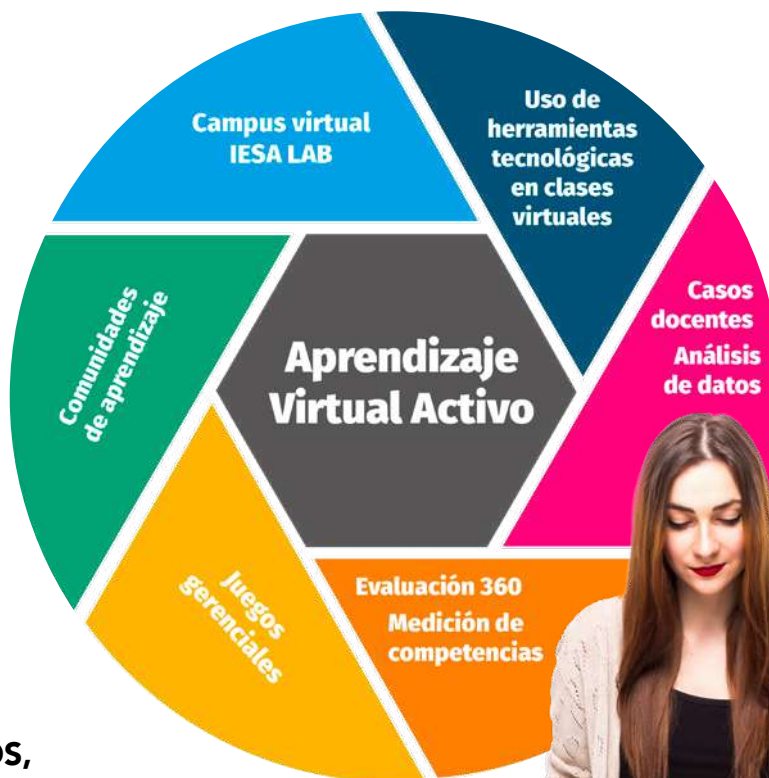 Campus virtual
IESA LAB
Uso de
herramientas
tecnológicas
en clases
virtuales
Casos
docentes
Análisis
de datos
Aprendizaje
Virtual Activo
Comunidades
de aprendizaje
Juegos
gerenciales
Evaluación 360
Medición de
competencias
os,